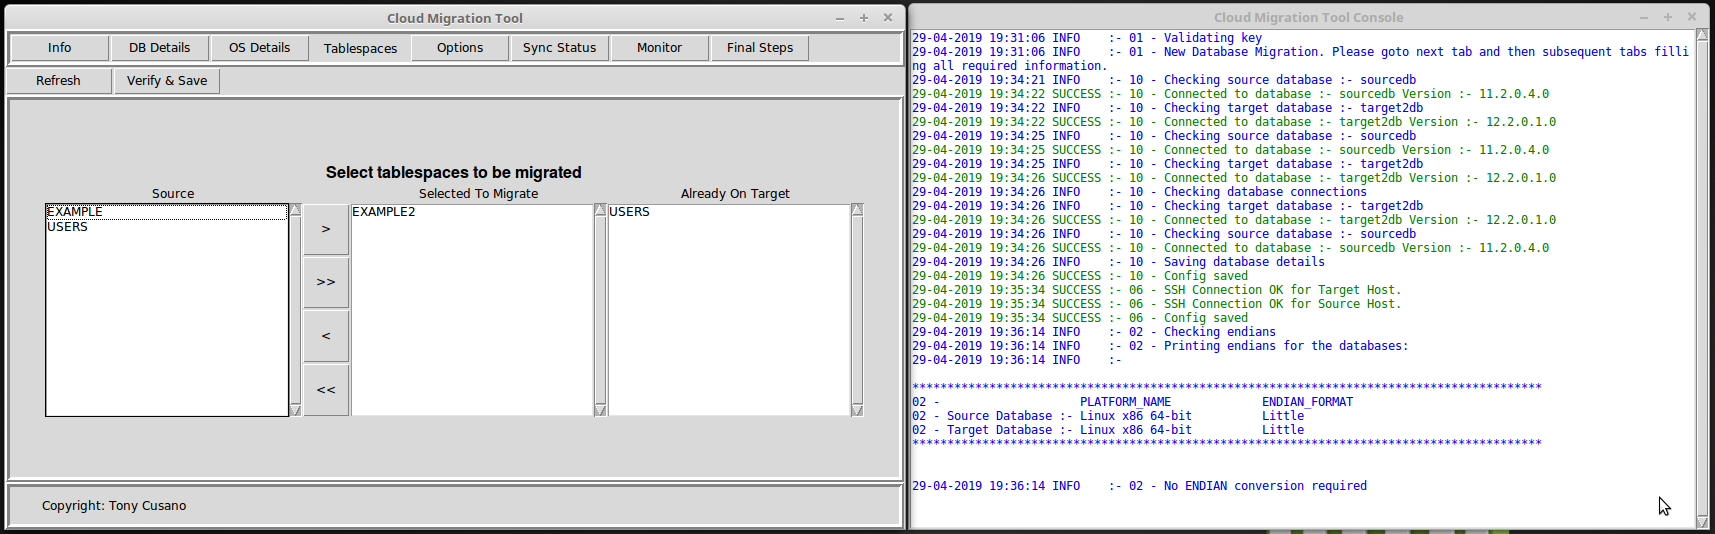 Cloud Migration Tool
Info DB Details OS Details Tablespaces Options Sync Status Monitor Final Steps
Refresh Verify & Save
Select tablespaces to be migrated
Source Selected To Migrate Already On Target
EXAMPLE EXAMPLE2 USERS
USERS
>
>>
<
<<
Copyright: Tony Cusano
Cloud Migration Tool Console
29-04-2019 19:31:06 INFO    :- 01 - Validating key
29-04-2019 19:31:06 INFO    :- 01 - New Database Migration. Please goto next tab and then subsequent tabs filli
ng all required information.
29-04-2019 19:34:21 INFO    :- 10 - Checking source database :- sourcedb
29-04-2019 19:34:22 SUCCESS :- 10 - Connected to database :- sourcedb Version :- 11.2.0.4.0
29-04-2019 19:34:22 INFO    :- 10 - Checking target database :- target2db
29-04-2019 19:34:22 SUCCESS :- 10 - Connected to database :- target2db Version :- 12.2.0.1.0
29-04-2019 19:34:25 INFO    :- 10 - Checking source database :- sourcedb
29-04-2019 19:34:25 SUCCESS :- 10 - Connected to database :- sourcedb Version :- 11.2.0.4.0
29-04-2019 19:34:25 INFO    :- 10 - Checking target database :- target2db
29-04-2019 19:34:26 SUCCESS :- 10 - Connected to database :- target2db Version :- 12.2.0.1.0
29-04-2019 19:34:26 INFO    :- 10 - Checking database connections
29-04-2019 19:34:26 INFO    :- 10 - Checking target database :- target2db
29-04-2019 19:34:26 SUCCESS :- 10 - Connected to database :- target2db Version :- 12.2.0.1.0
29-04-2019 19:34:26 INFO    :- 10 - Checking source database :- sourcedb
29-04-2019 19:34:26 SUCCESS :- 10 - Connected to database :- sourcedb Version :- 11.2.0.4.0
29-04-2019 19:34:26 INFO    :- 10 - Saving database details
29-04-2019 19:34:26 SUCCESS :- 10 - Config saved
29-04-2019 19:35:34 SUCCESS :- 06 - SSH Connection OK for Target Host.
29-04-2019 19:35:34 SUCCESS :- 06 - SSH Connection OK for Source Host.
29-04-2019 19:35:34 SUCCESS :- 06 - Config saved
29-04-2019 19:36:14 INFO    :- 02 - Checking endians
29-04-2019 19:36:14 INFO    :- 02 - Printing endians for the databases:
29-04-2019 19:36:14 INFO    :-
******************************************************************************************
02 -                    PLATFORM_NAME             ENDIAN_FORMAT
02 - Source Database :- Linux x86 64-bit          Little
02 - Target Database :- Linux x86 64-bit          Little
******************************************************************************************
29-04-2019 19:36:14 INFO    :- 02 - No ENDIAN conversion required